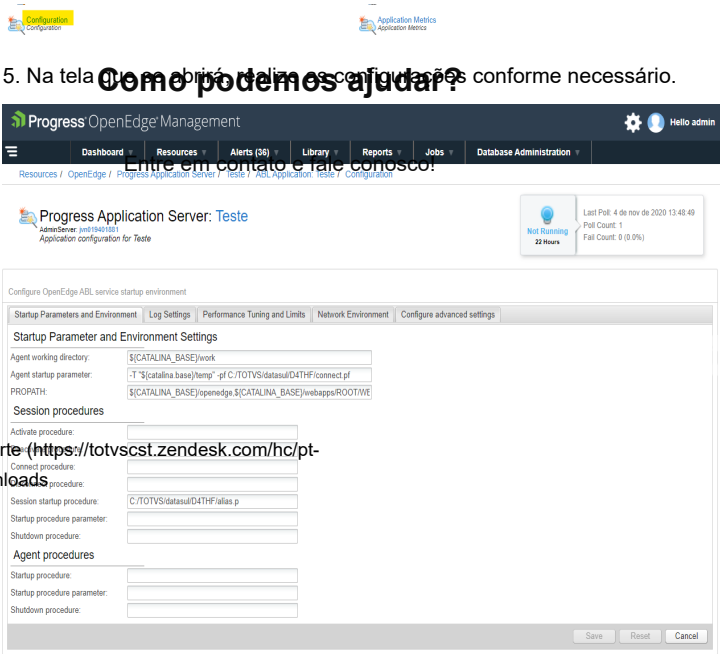 Configuration
Configuration
Application Metrics
Application Metrics
5. Na tela que se abrirá, realize as configurações conforme necessário.
Como podemos ajudar?
Progress® OpenEdge® Management
Hello admin
Dashboard
Resources
Alerts (36)
Library
Reports
Jobs
Database Administration
Entre em contato e fale conosco!
Resources / OpenEdge / Progress Application Server / Teste / ABL Application: Teste / Configuration
Progress Application Server: Teste
AdminServer: jvn019401881
Application configuration for Teste
Not Running
22 Hours
Last Poll: 4 de nov de 2020 13:48:49
Poll Count: 1
Fail Count: 0 (0.0%)
Configure OpenEdge ABL service startup environment
Startup Parameters and Environment
Log Settings
Performance Tuning and Limits
Network Environment
Configure advanced settings
Startup Parameter and Environment Settings
Agent working directory: ${CATALINA_BASE}/work
Agent startup parameter: -T "${catalina.base}/temp" -pf C:/TOTVS/datasul/D4THF/connect.pf
PROPATH: ${CATALINA_BASE}/openedge,${CATALINA_BASE}/webapps/ROOT/WE
Session procedures
Activate procedure:
rte (https://totvscst.zendesk.com/hc/pt-
Connect procedure:
nloads
procedure:
Session startup procedure: C:/TOTVS/datasul/D4THF/alias.p
Startup procedure parameter:
Shutdown procedure:
Agent procedures
Startup procedure:
Startup procedure parameter:
Shutdown procedure:
Save
Reset
Cancel